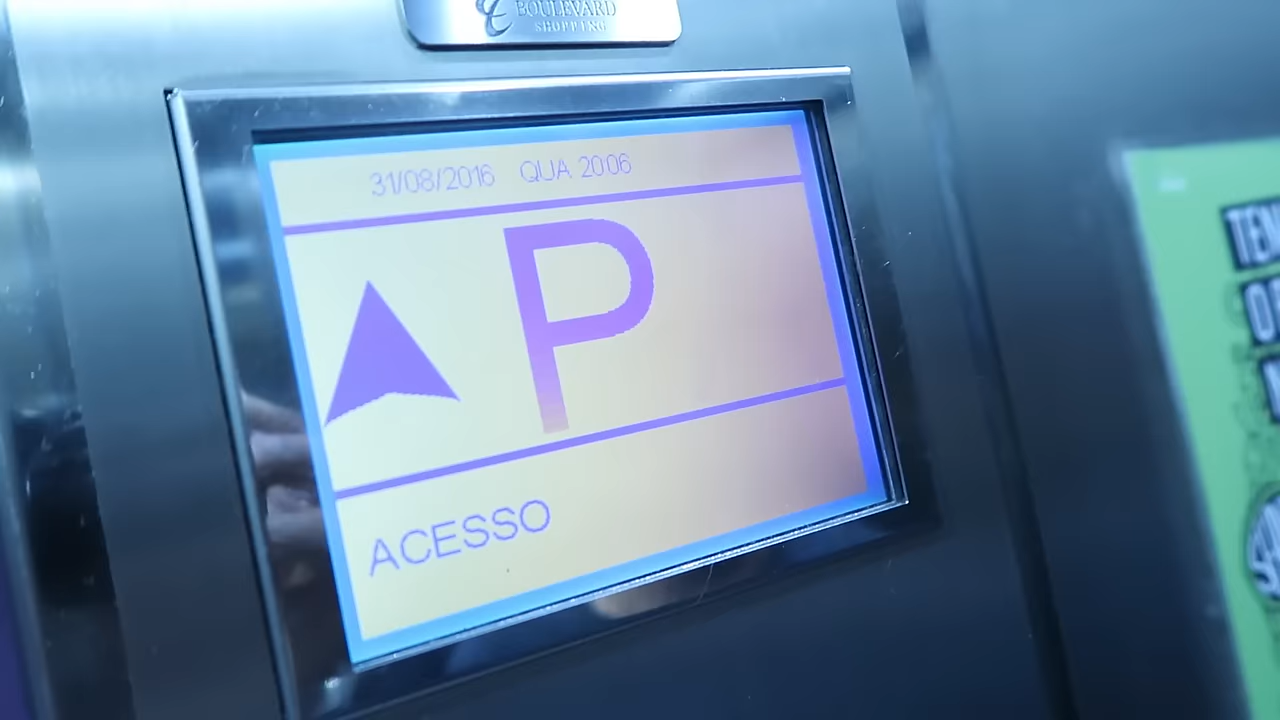 BOULEVARD
SHOPPING
31/08/2016 QUA 20:06
P
ACESSO